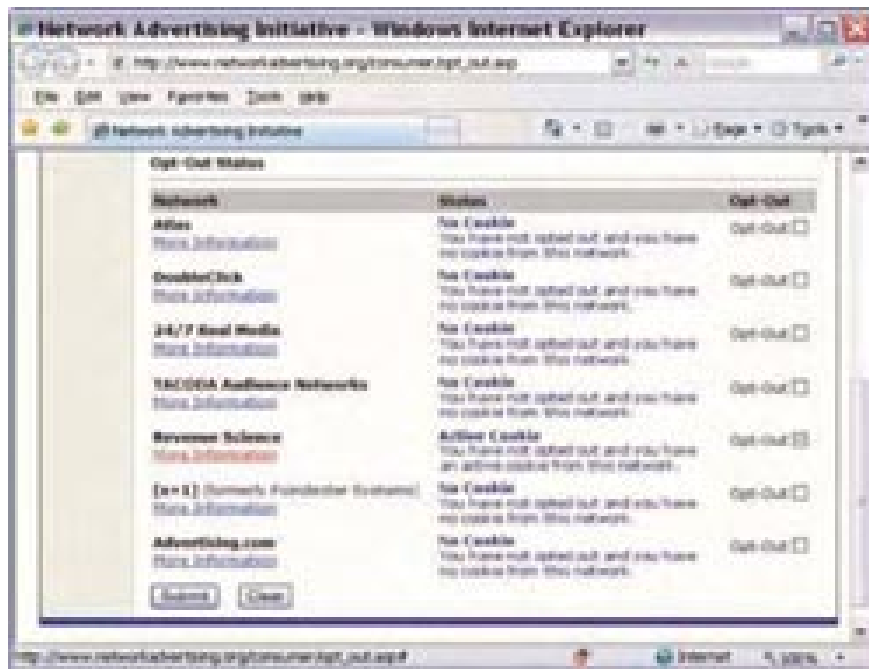 Network Advertising Initiative - Windows Internet Explorer
http://www.networkadvertising.org/consumer/opt_out.asp
File Edit View Favorites Tools Help
Network Advertising Initiative
Page Tools
Opt-Out Status
Network Status Opt-Out
Atlas
More Information
No Cookie
You have not opted out and you have
no cookie from this network.
Opt-Out
DoubleClick
More Information
No Cookie
You have not opted out and you have
no cookie from this network.
Opt-Out
24/7 Real Media
More Information
No Cookie
You have not opted out and you have
no cookie from this network.
Opt-Out
TACODA Audience Networks
More Information
No Cookie
You have not opted out and you have
no cookie from this network.
Opt-Out
Revenue Science
More Information
Active Cookie
You have not opted out and you have
an active cookie from this network.
Opt-Out
[x+1] (formerly Poindexter Systems)
More Information
No Cookie
You have not opted out and you have
no cookie from this network.
Opt-Out
Advertising.com
More Information
No Cookie
You have not opted out and you have
no cookie from this network.
Opt-Out
Submit Clear
http://www.networkadvertising.org/consumer/opt_out.asp# Internet 100%